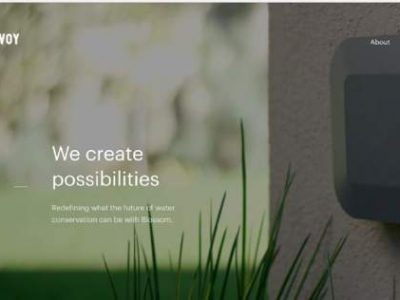 VOY
About
We create
possibilities
Redefining what the future of water
conservation can be with Blossom.